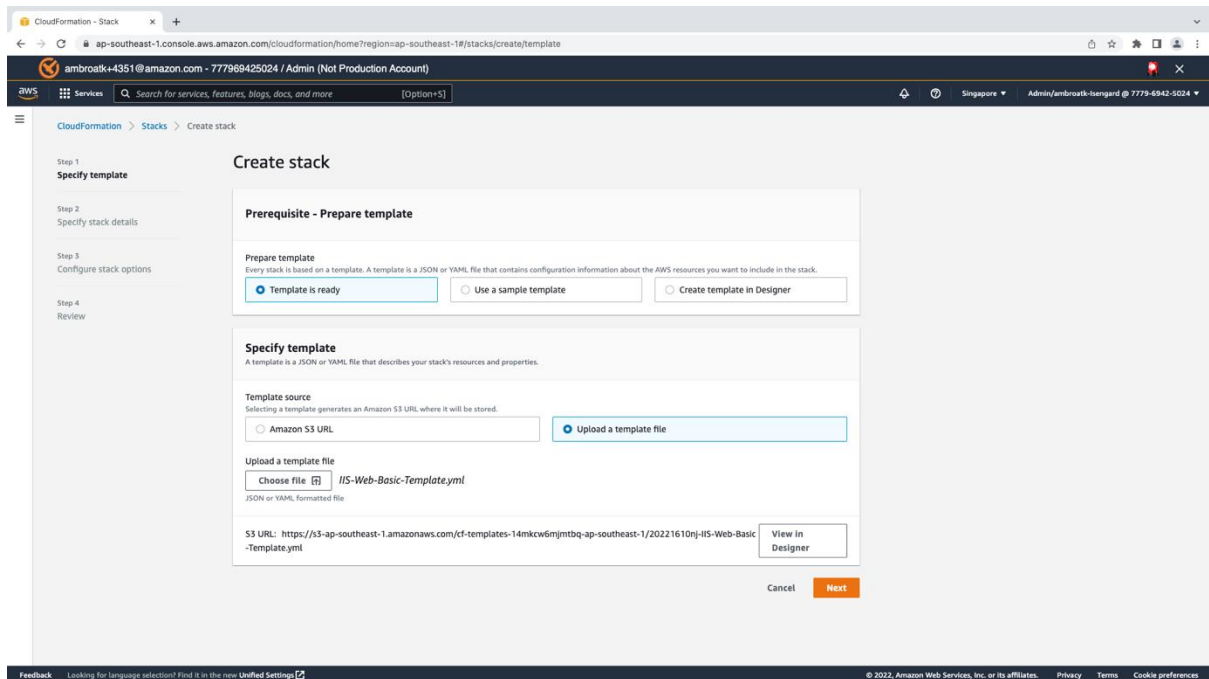 CloudFormation - Stack
ap-southeast-1.console.aws.amazon.com/cloudformation/home?region=ap-southeast-1#/stacks/create/template
ambroatk+4351@amazon.com - 777969425024 / Admin (Not Production Account)
aws
Services
Search for services, features, blogs, docs, and more
[Option+S]
Singapore
Admin/ambroatk-Isengard @ 7779-6942-5024
CloudFormation > Stacks > Create stack
Step 1
Specify template
Step 2
Specify stack details
Step 3
Configure stack options
Step 4
Review
Create stack
Prerequisite - Prepare template
Prepare template
Every stack is based on a template. A template is a JSON or YAML file that contains configuration information about the AWS resources you want to include in the stack.
Template is ready
Use a sample template
Create template in Designer
Specify template
A template is a JSON or YAML file that describes your stack's resources and properties.
Template source
Selecting a template generates an Amazon S3 URL where it will be stored.
Amazon S3 URL
Upload a template file
Upload a template file
Choose file
IIS-Web-Basic-Template.yml
JSON or YAML formatted file
S3 URL: https://s3-ap-southeast-1.amazonaws.com/cf-templates-14mkcw6mjmtbq-ap-southeast-1/20221610nj-IIS-Web-Basic
-Template.yml
View in
Designer
Cancel
Next
Feedback
Looking for language selection? Find it in the new Unified Settings
© 2022, Amazon Web Services, Inc. or its affiliates.
Privacy
Terms
Cookie preferences